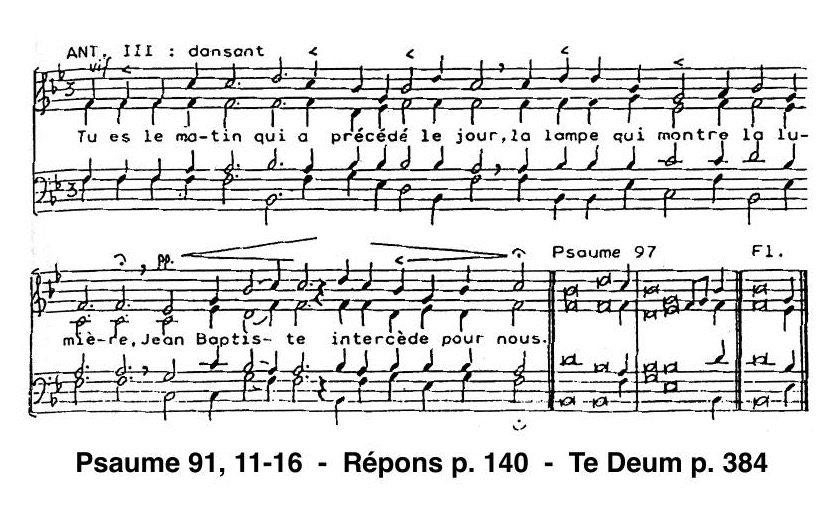 ANT. III : dansant
vif
3
Tu es le ma-tin qui a précédé le jour, la lampe qui montre la lu-
3
pp.
Psaume 97 Fl.
miè-re, Jean Baptis- te intercède pour nous.
Psaume 91, 11-16 - Répons p. 140 - Te Deum p. 384